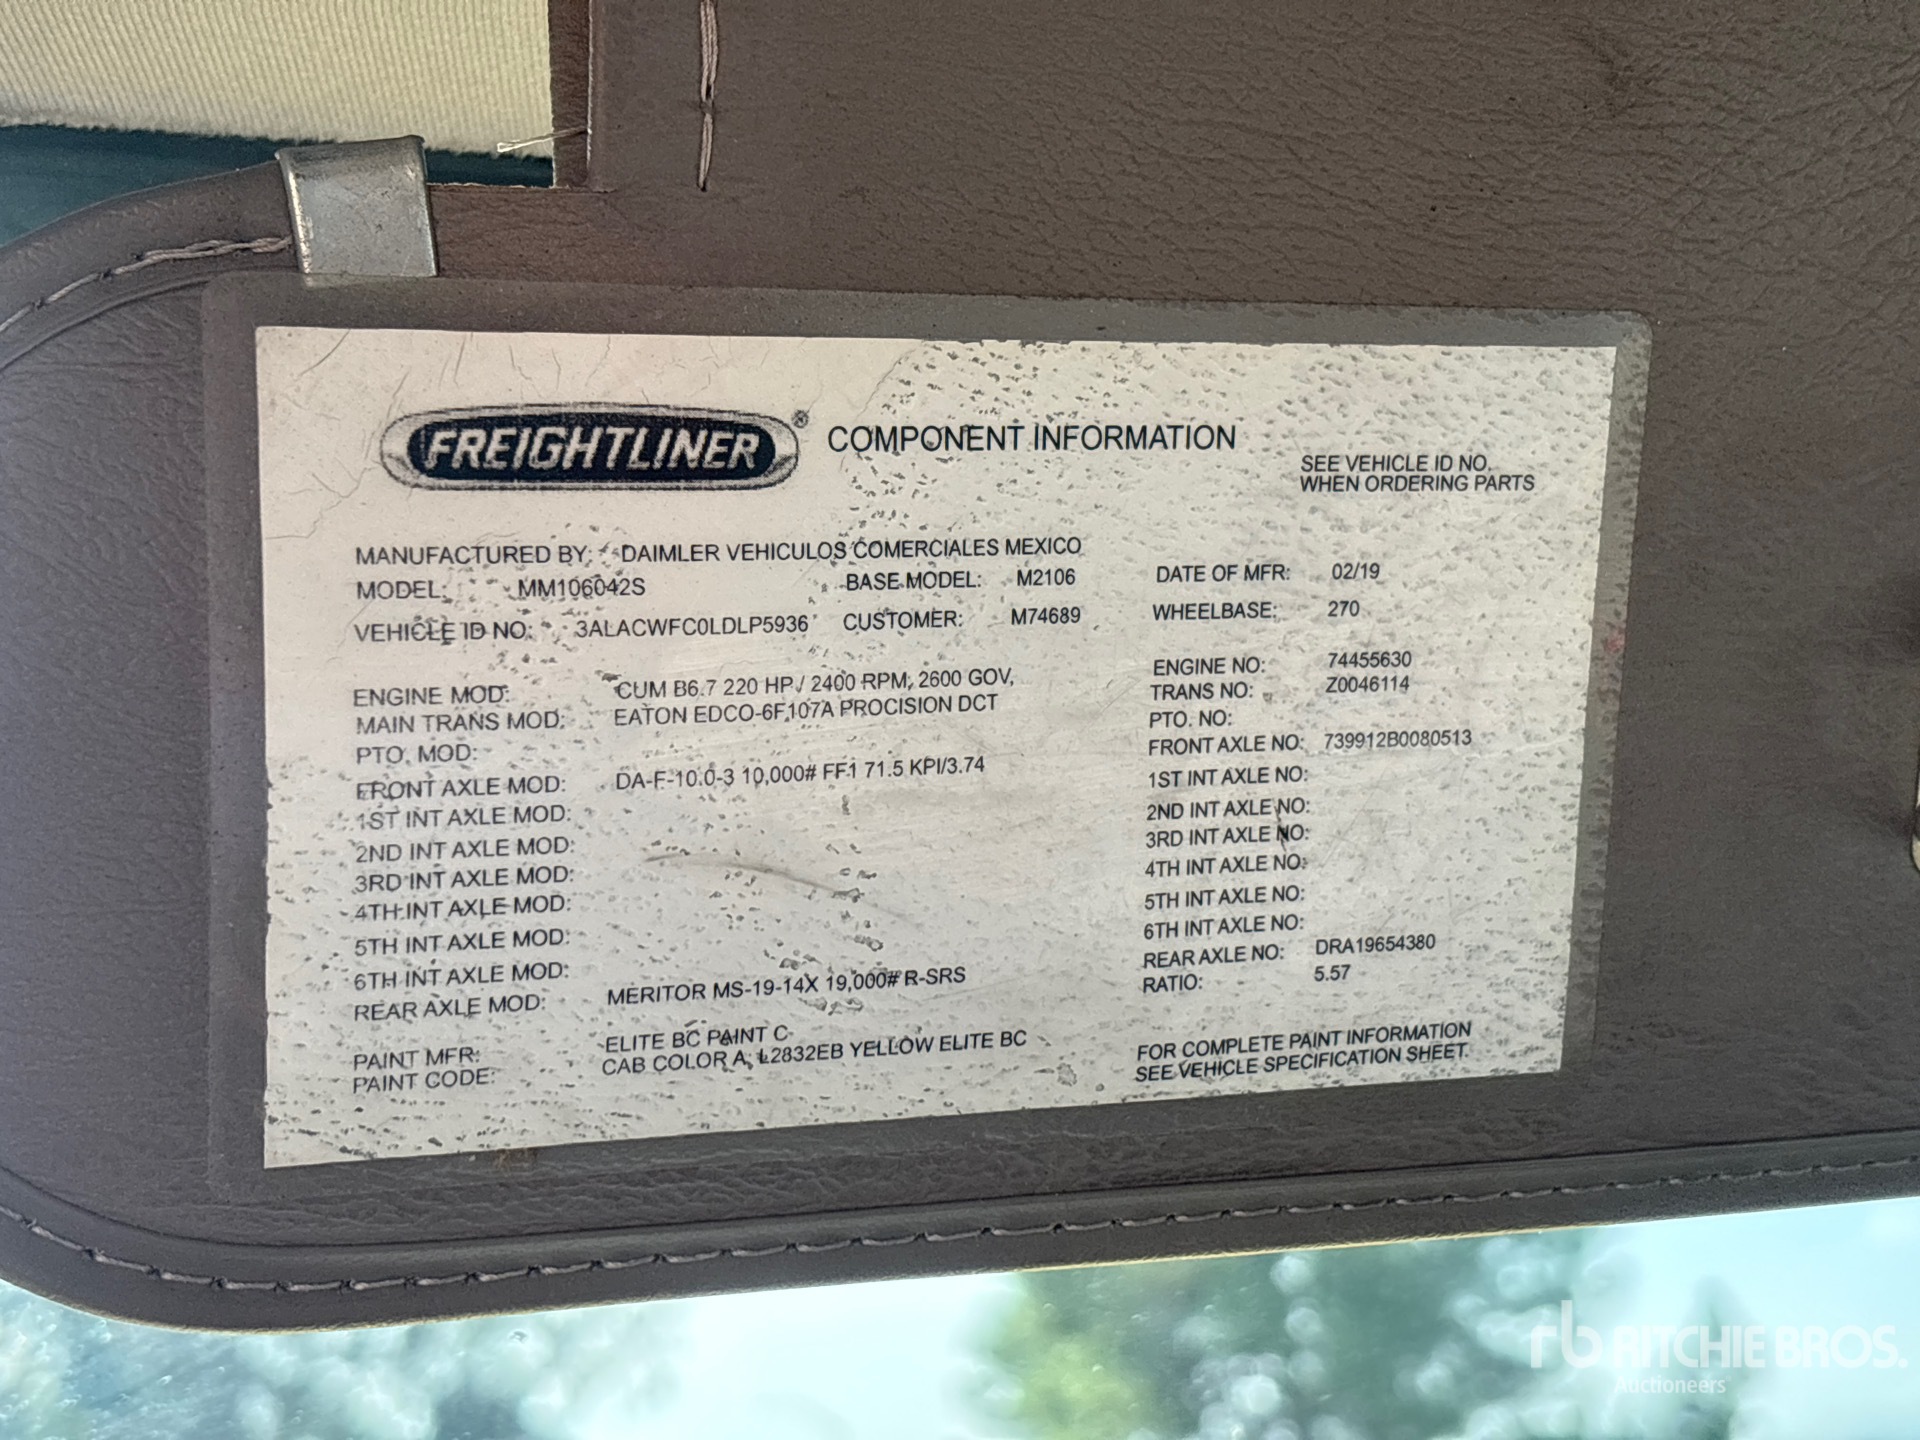 FREIGHTLINER® COMPONENT INFORMATION
SEE VEHICLE ID NO.
WHEN ORDERING PARTS
MANUFACTURED BY: DAIMLER VEHICULOS COMERCIALES MEXICO
MODEL: MM106042S BASE MODEL: M2106 DATE OF MFR: 02/19
VEHICLE ID NO: 3ALACWFC0LDLP5936 CUSTOMER: M74689 WHEELBASE: 270
ENGINE MOD: CUM B6.7 220 HP / 2400 RPM, 2600 GOV, ENGINE NO: 74455630
MAIN TRANS MOD: EATON EDCO-6F107A PROCISION DCT TRANS NO: Z0046114
PTO. MOD: PTO. NO:
FRONT AXLE MOD: DA-F-10.0-3 10,000# FF1 71.5 KPI/3.74 FRONT AXLE NO: 739912B0080513
1ST INT AXLE MOD: 1ST INT AXLE NO:
2ND INT AXLE MOD: 2ND INT AXLE NO:
3RD INT AXLE MOD: 3RD INT AXLE NO:
4TH INT AXLE MOD: 4TH INT AXLE NO:
5TH INT AXLE MOD: 5TH INT AXLE NO:
6TH INT AXLE MOD: 6TH INT AXLE NO:
REAR AXLE MOD: MERITOR MS-19-14X 19,000# R-SRS REAR AXLE NO: DRA19654380
RATIO: 5.57
PAINT MFR: ELITE BC PAINT C
PAINT CODE: CAB COLOR A: L2832EB YELLOW ELITE BC
FOR COMPLETE PAINT INFORMATION
SEE VEHICLE SPECIFICATION SHEET.
rb RITCHIE BROS.
Auctioneers